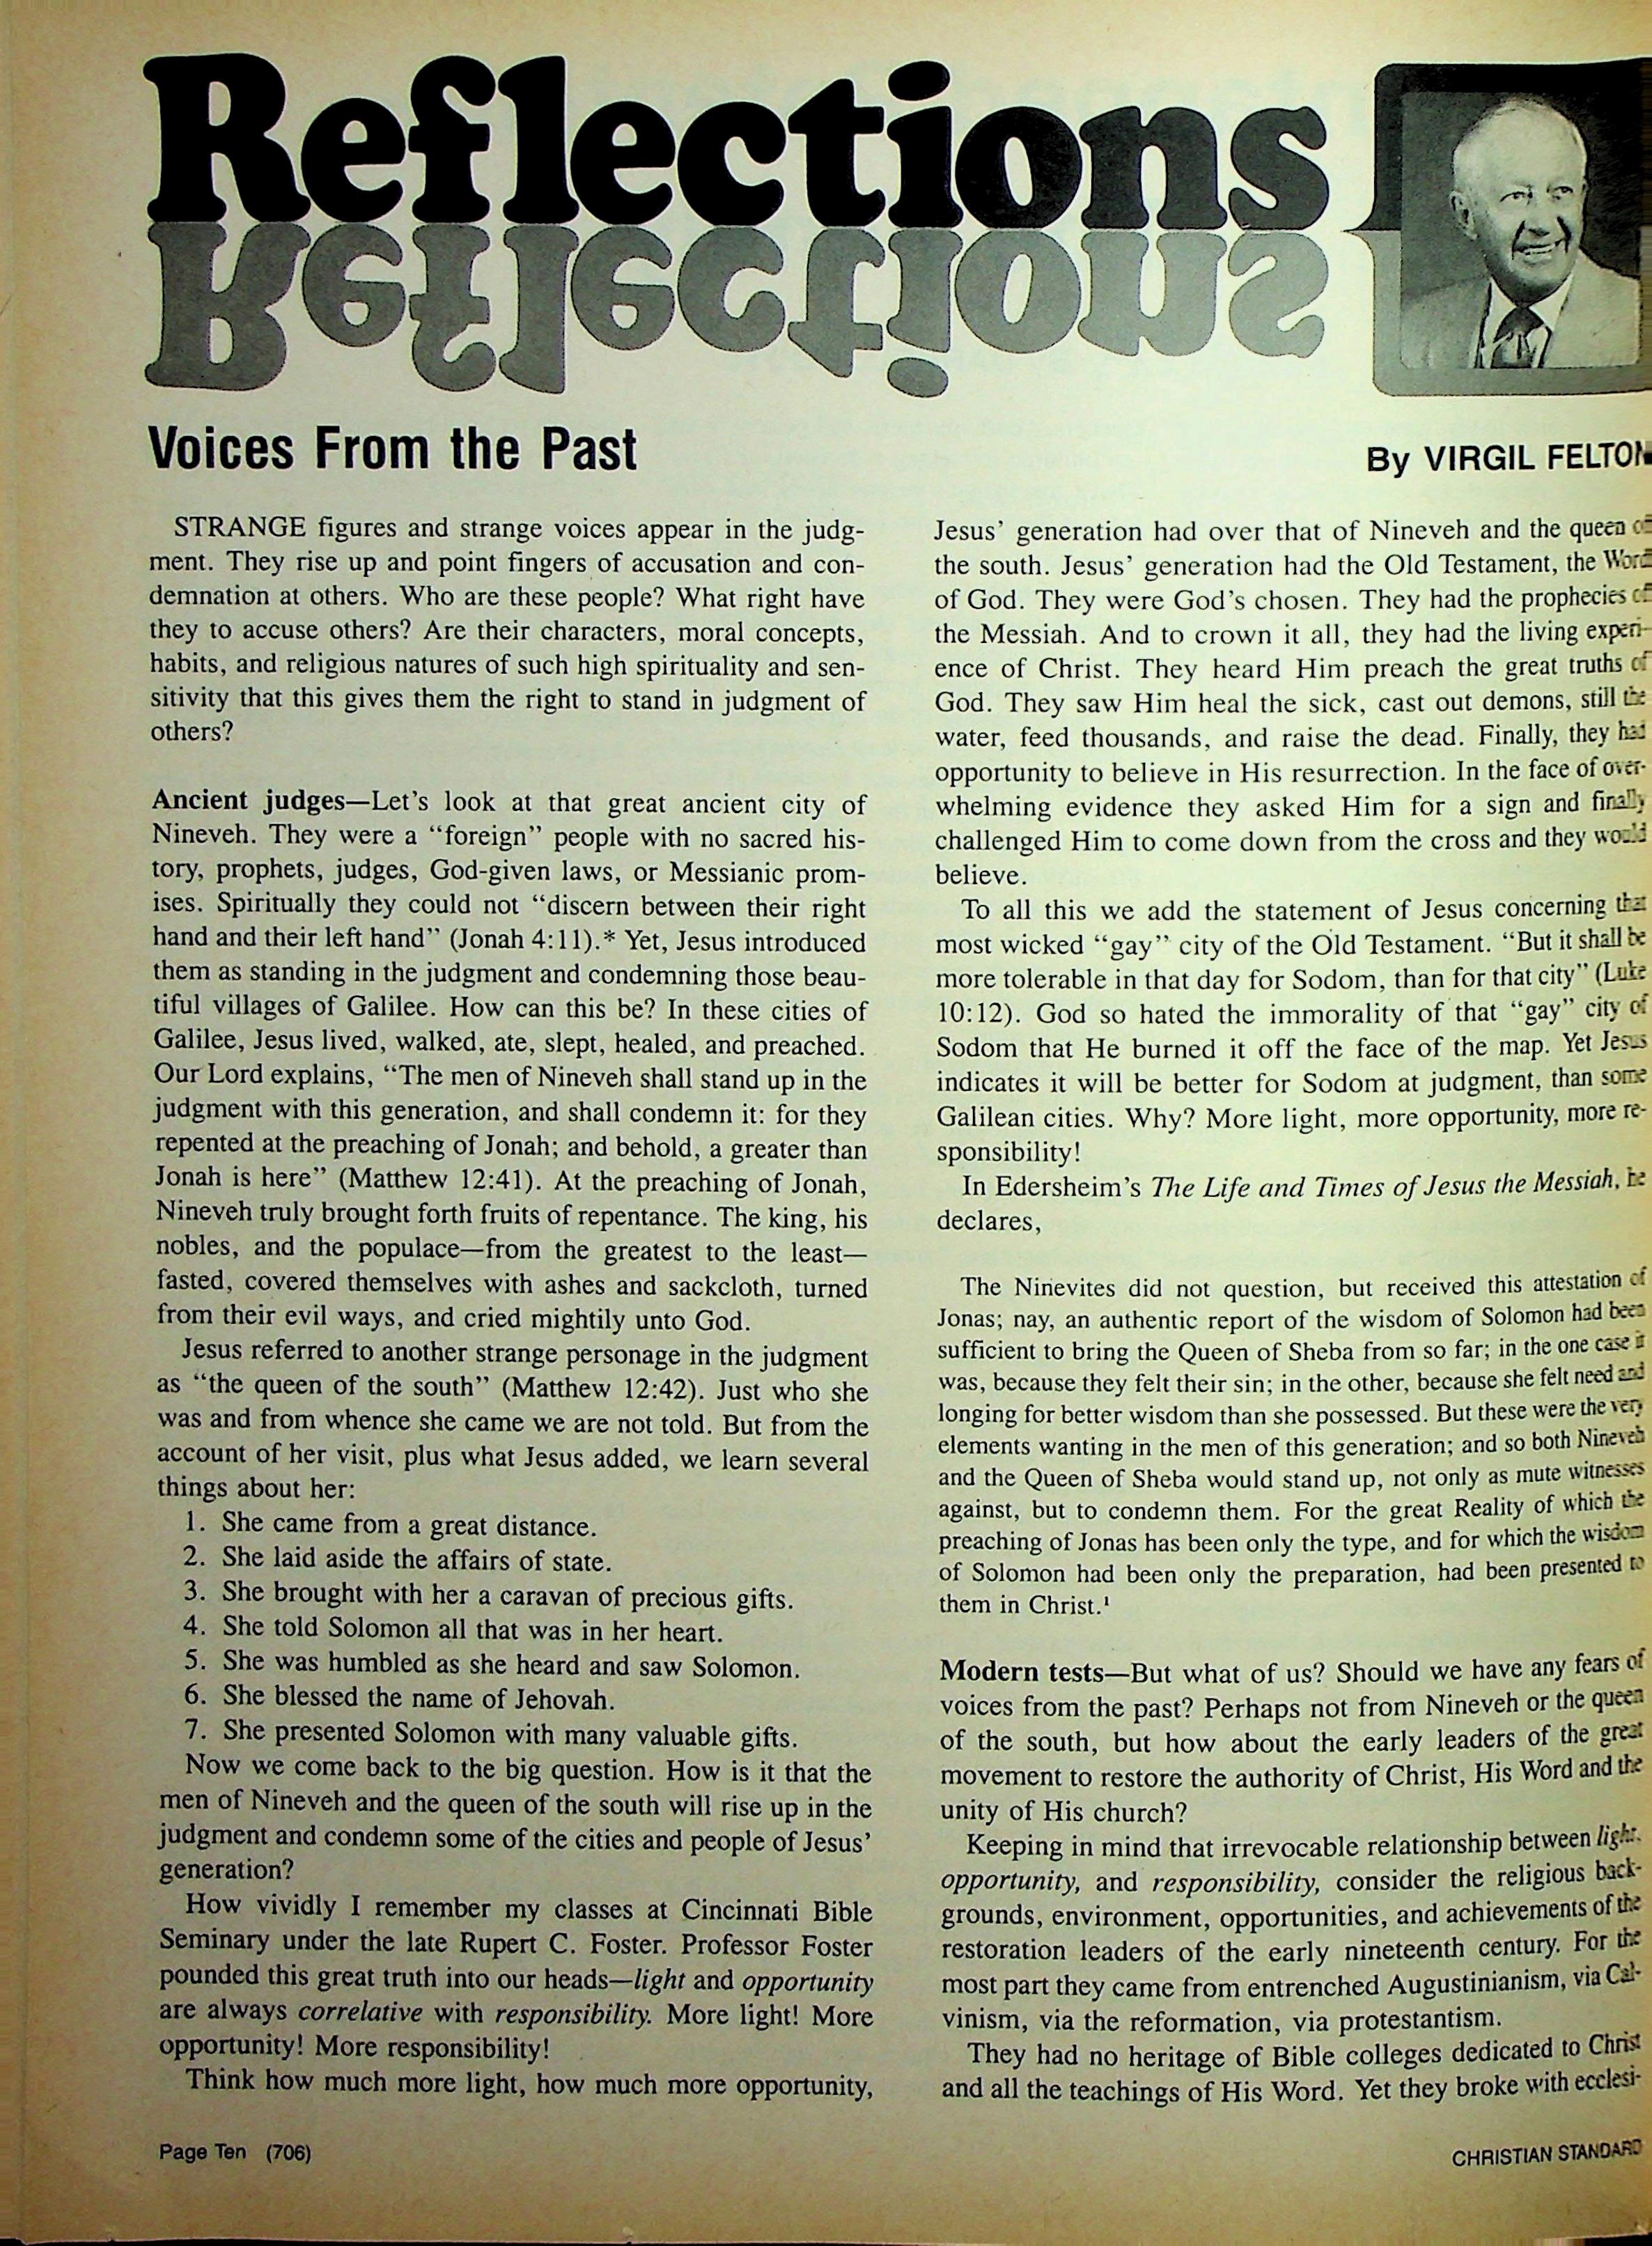 Reflections
Voices From the Past
By VIRGIL FELTON
STRANGE figures and strange voices appear in the judg-
ment. They rise up and point fingers of accusation and con-
demnation at others. Who are these people? What right have
they to accuse others? Are their characters, moral concepts,
habits, and religious natures of such high spirituality and sen-
sitivity that this gives them the right to stand in judgment of
others?
Ancient judges—Let's look at that great ancient city of
Nineveh. They were a "foreign" people with no sacred his-
tory, prophets, judges, God-given laws, or Messianic prom-
ises. Spiritually they could not "discern between their right
hand and their left hand" (Jonah 4:11).* Yet, Jesus introduced
them as standing in the judgment and condemning those beau-
tiful villages of Galilee. How can this be? In these cities of
Galilee, Jesus lived, walked, ate, slept, healed, and preached.
Our Lord explains, "The men of Nineveh shall stand up in the
judgment with this generation, and shall condemn it: for they
repented at the preaching of Jonah; and behold, a greater than
Jonah is here" (Matthew 12:41). At the preaching of Jonah,
Nineveh truly brought forth fruits of repentance. The king, his
nobles, and the populace—from the greatest to the least—
fasted, covered themselves with ashes and sackcloth, turned
from their evil ways, and cried mightily unto God.
Jesus referred to another strange personage in the judgment
as "the queen of the south" (Matthew 12:42). Just who she
was and from whence she came we are not told. But from the
account of her visit, plus what Jesus added, we learn several
things about her:
1. She came from a great distance.
2. She laid aside the affairs of state.
3. She brought with her a caravan of precious gifts.
4. She told Solomon all that was in her heart.
5. She was humbled as she heard and saw Solomon.
6. She blessed the name of Jehovah.
7. She presented Solomon with many valuable gifts.
Now we come back to the big question. How is it that the
men of Nineveh and the queen of the south will rise up in the
judgment and condemn some of the cities and people of Jesus'
generation?
How vividly I remember my classes at Cincinnati Bible
Seminary under the late Rupert C. Foster. Professor Foster
pounded this great truth into our heads—light and opportunity
are always correlative with responsibility. More light! More
opportunity! More responsibility!
Think how much more light, how much more opportunity,
Jesus' generation had over that of Nineveh and the queen of
the south. Jesus' generation had the Old Testament, the Word
of God. They were God's chosen. They had the prophecies of
the Messiah. And to crown it all, they had the living experi-
ence of Christ. They heard Him preach the great truths of
God. They saw Him heal the sick, cast out demons, still the
water, feed thousands, and raise the dead. Finally, they had
opportunity to believe in His resurrection. In the face of over-
whelming evidence they asked Him for a sign and finally
challenged Him to come down from the cross and they would
believe.
To all this we add the statement of Jesus concerning that
most wicked "gay" city of the Old Testament. "But it shall be
more tolerable in that day for Sodom, than for that city" (Luke
10:12). God so hated the immorality of that "gay" city of
Sodom that He burned it off the face of the map. Yet Jesus
indicates it will be better for Sodom at judgment, than some
Galilean cities. Why? More light, more opportunity, more re-
sponsibility!
In Edersheim's The Life and Times of Jesus the Messiah, he
declares,
The Ninevites did not question, but received this attestation of
Jonas; nay, an authentic report of the wisdom of Solomon had been
sufficient to bring the Queen of Sheba from so far; in the one case it
was, because they felt their sin; in the other, because she felt need and
longing for better wisdom than she possessed. But these were the very
elements wanting in the men of this generation; and so both Nineveh
and the Queen of Sheba would stand up, not only as mute witnesses
against, but to condemn them. For the great Reality of which the
preaching of Jonas has been only the type, and for which the wisdom
of Solomon had been only the preparation, had been presented to
them in Christ.¹
Modern tests—But what of us? Should we have any fears of
voices from the past? Perhaps not from Nineveh or the queen
of the south, but how about the early leaders of the great
movement to restore the authority of Christ, His Word and the
unity of His church?
Keeping in mind that irrevocable relationship between light,
opportunity, and responsibility, consider the religious back-
grounds, environment, opportunities, and achievements of the
restoration leaders of the early nineteenth century. For the
most part they came from entrenched Augustinianism, via Cal-
vinism, via the reformation, via protestantism.
They had no heritage of Bible colleges dedicated to Christ
and all the teachings of His Word. Yet they broke with ecclesi-
Page Ten (706)
CHRISTIAN STANDARD